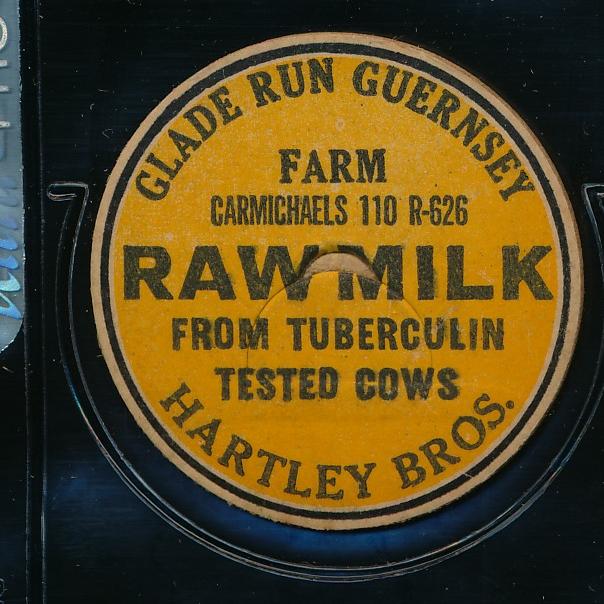 GLADE RUN GUERNSEY
FARM
CARMICHAELS 110 R-626
RAW MILK
FROM TUBERCULIN
TESTED COWS
HARTLEY BROS.